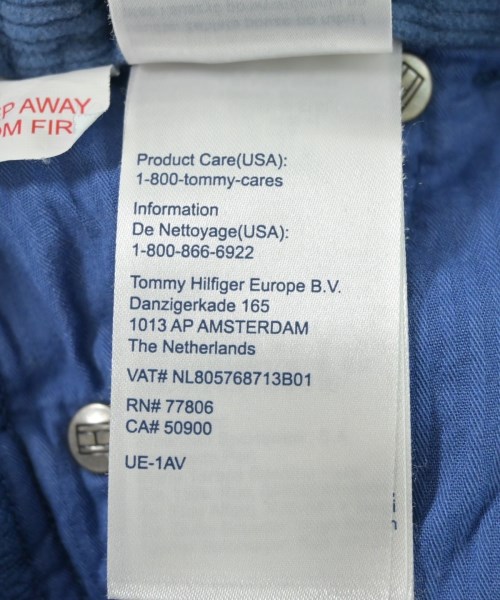 P AWAY
OM FIR
Product Care(USA):
1-800-tommy-cares
Information
De Nettoyage(USA):
1-800-866-6922
Tommy Hilfiger Europe B.V.
Danzigerkade 165
1013 AP AMSTERDAM
The Netherlands
VAT# NL805768713B01
RN# 77806
CA# 50900
UE-1AV